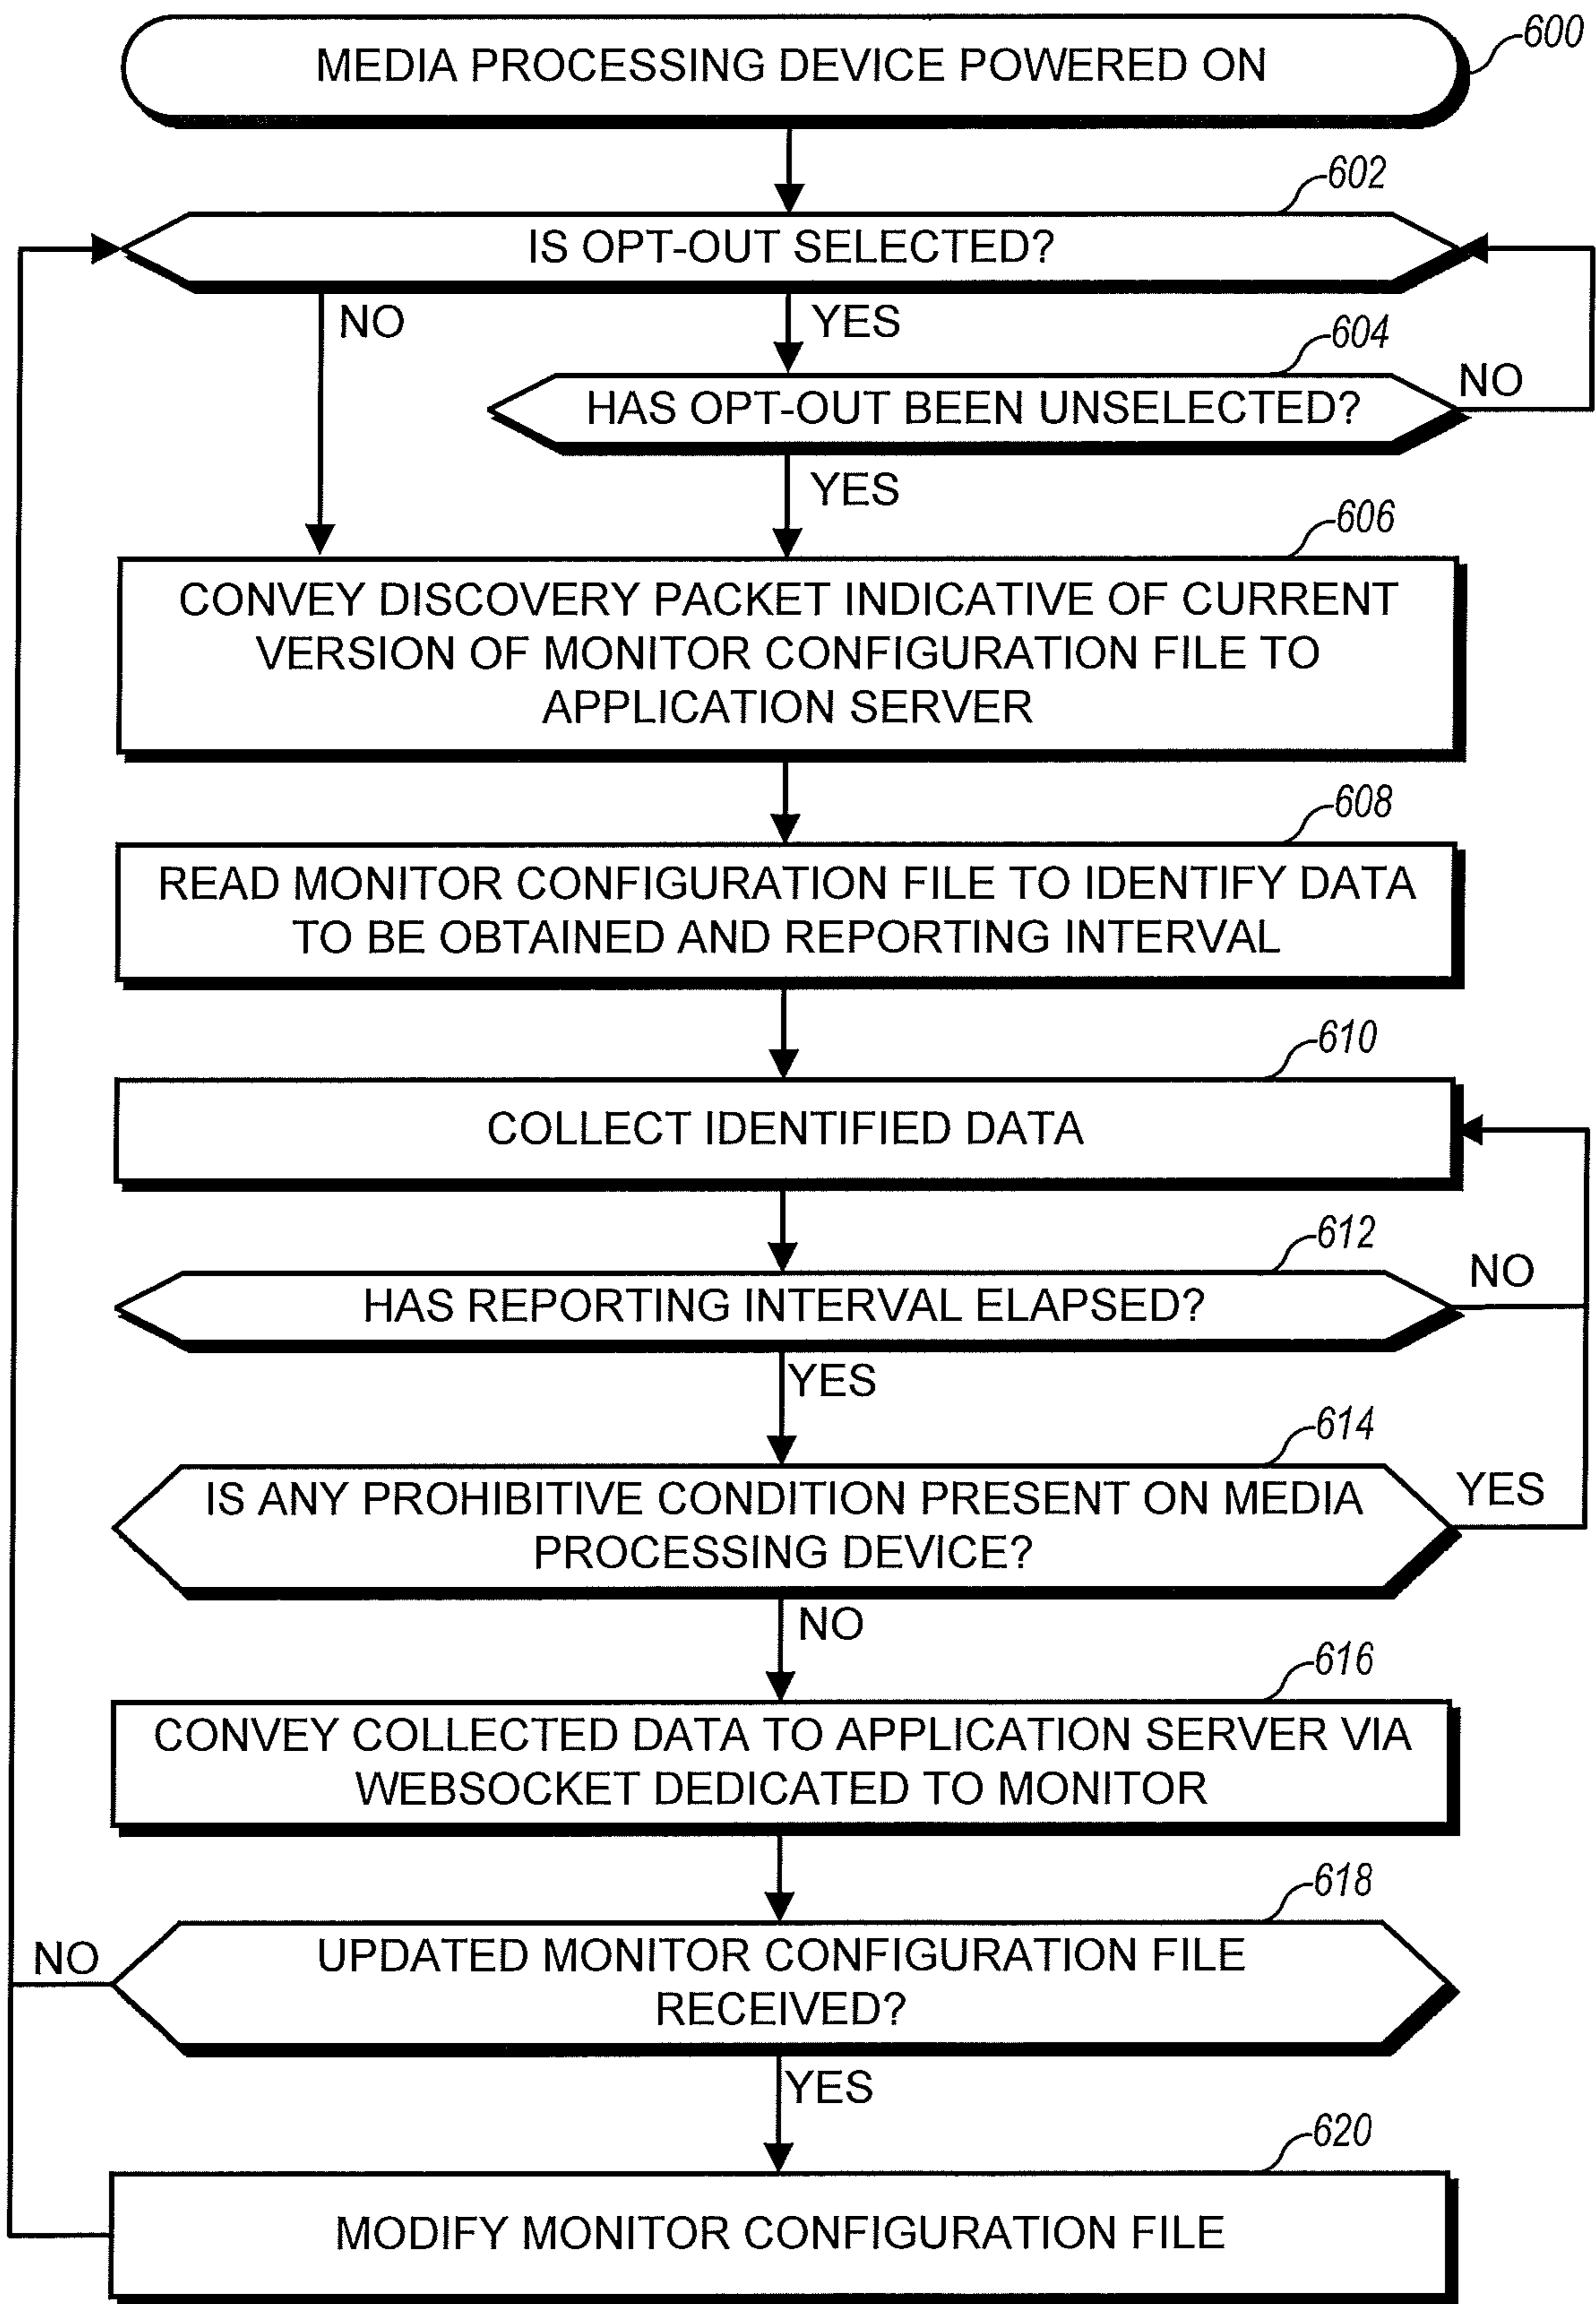 MEDIA PROCESSING DEVICE POWERED ON
600
602
IS OPT-OUT SELECTED?
NO
YES
604
HAS OPT-OUT BEEN UNSELECTED?
NO
YES
606
CONVEY DISCOVERY PACKET INDICATIVE OF CURRENT
VERSION OF MONITOR CONFIGURATION FILE TO
APPLICATION SERVER
608
READ MONITOR CONFIGURATION FILE TO IDENTIFY DATA
TO BE OBTAINED AND REPORTING INTERVAL
610
COLLECT IDENTIFIED DATA
612
HAS REPORTING INTERVAL ELAPSED?
NO
YES
614
IS ANY PROHIBITIVE CONDITION PRESENT ON MEDIA
PROCESSING DEVICE?
YES
NO
616
CONVEY COLLECTED DATA TO APPLICATION SERVER VIA
WEBSOCKET DEDICATED TO MONITOR
618
UPDATED MONITOR CONFIGURATION FILE
RECEIVED?
NO
YES
620
MODIFY MONITOR CONFIGURATION FILE